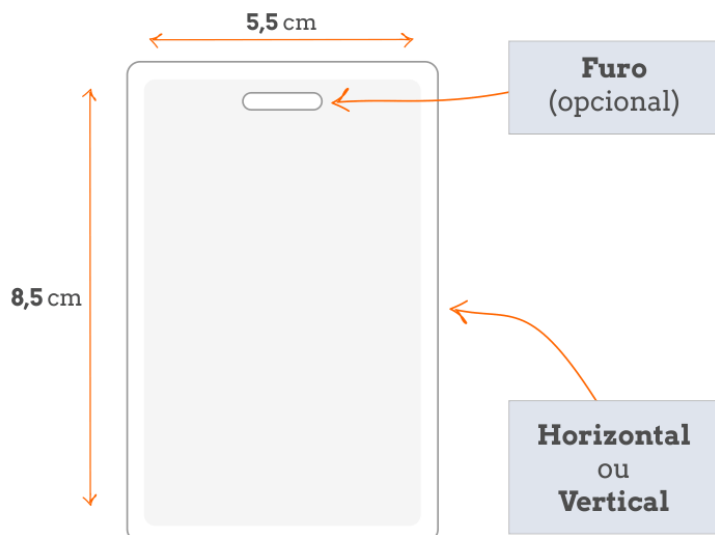 5,5 cm
Furo
(opcional)
8,5 cm
Horizontal
ou
Vertical